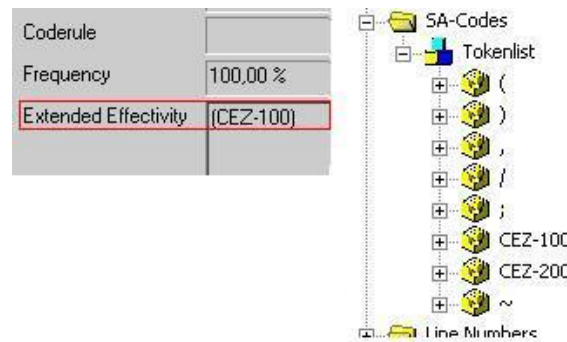 Coderule
Frequency 100,00 %
Extended Effectivity (CEZ-100)
SA-Codes
Tokenlist
(
)
,
/
;
CEZ-100
CEZ-200
~
Line Numbers